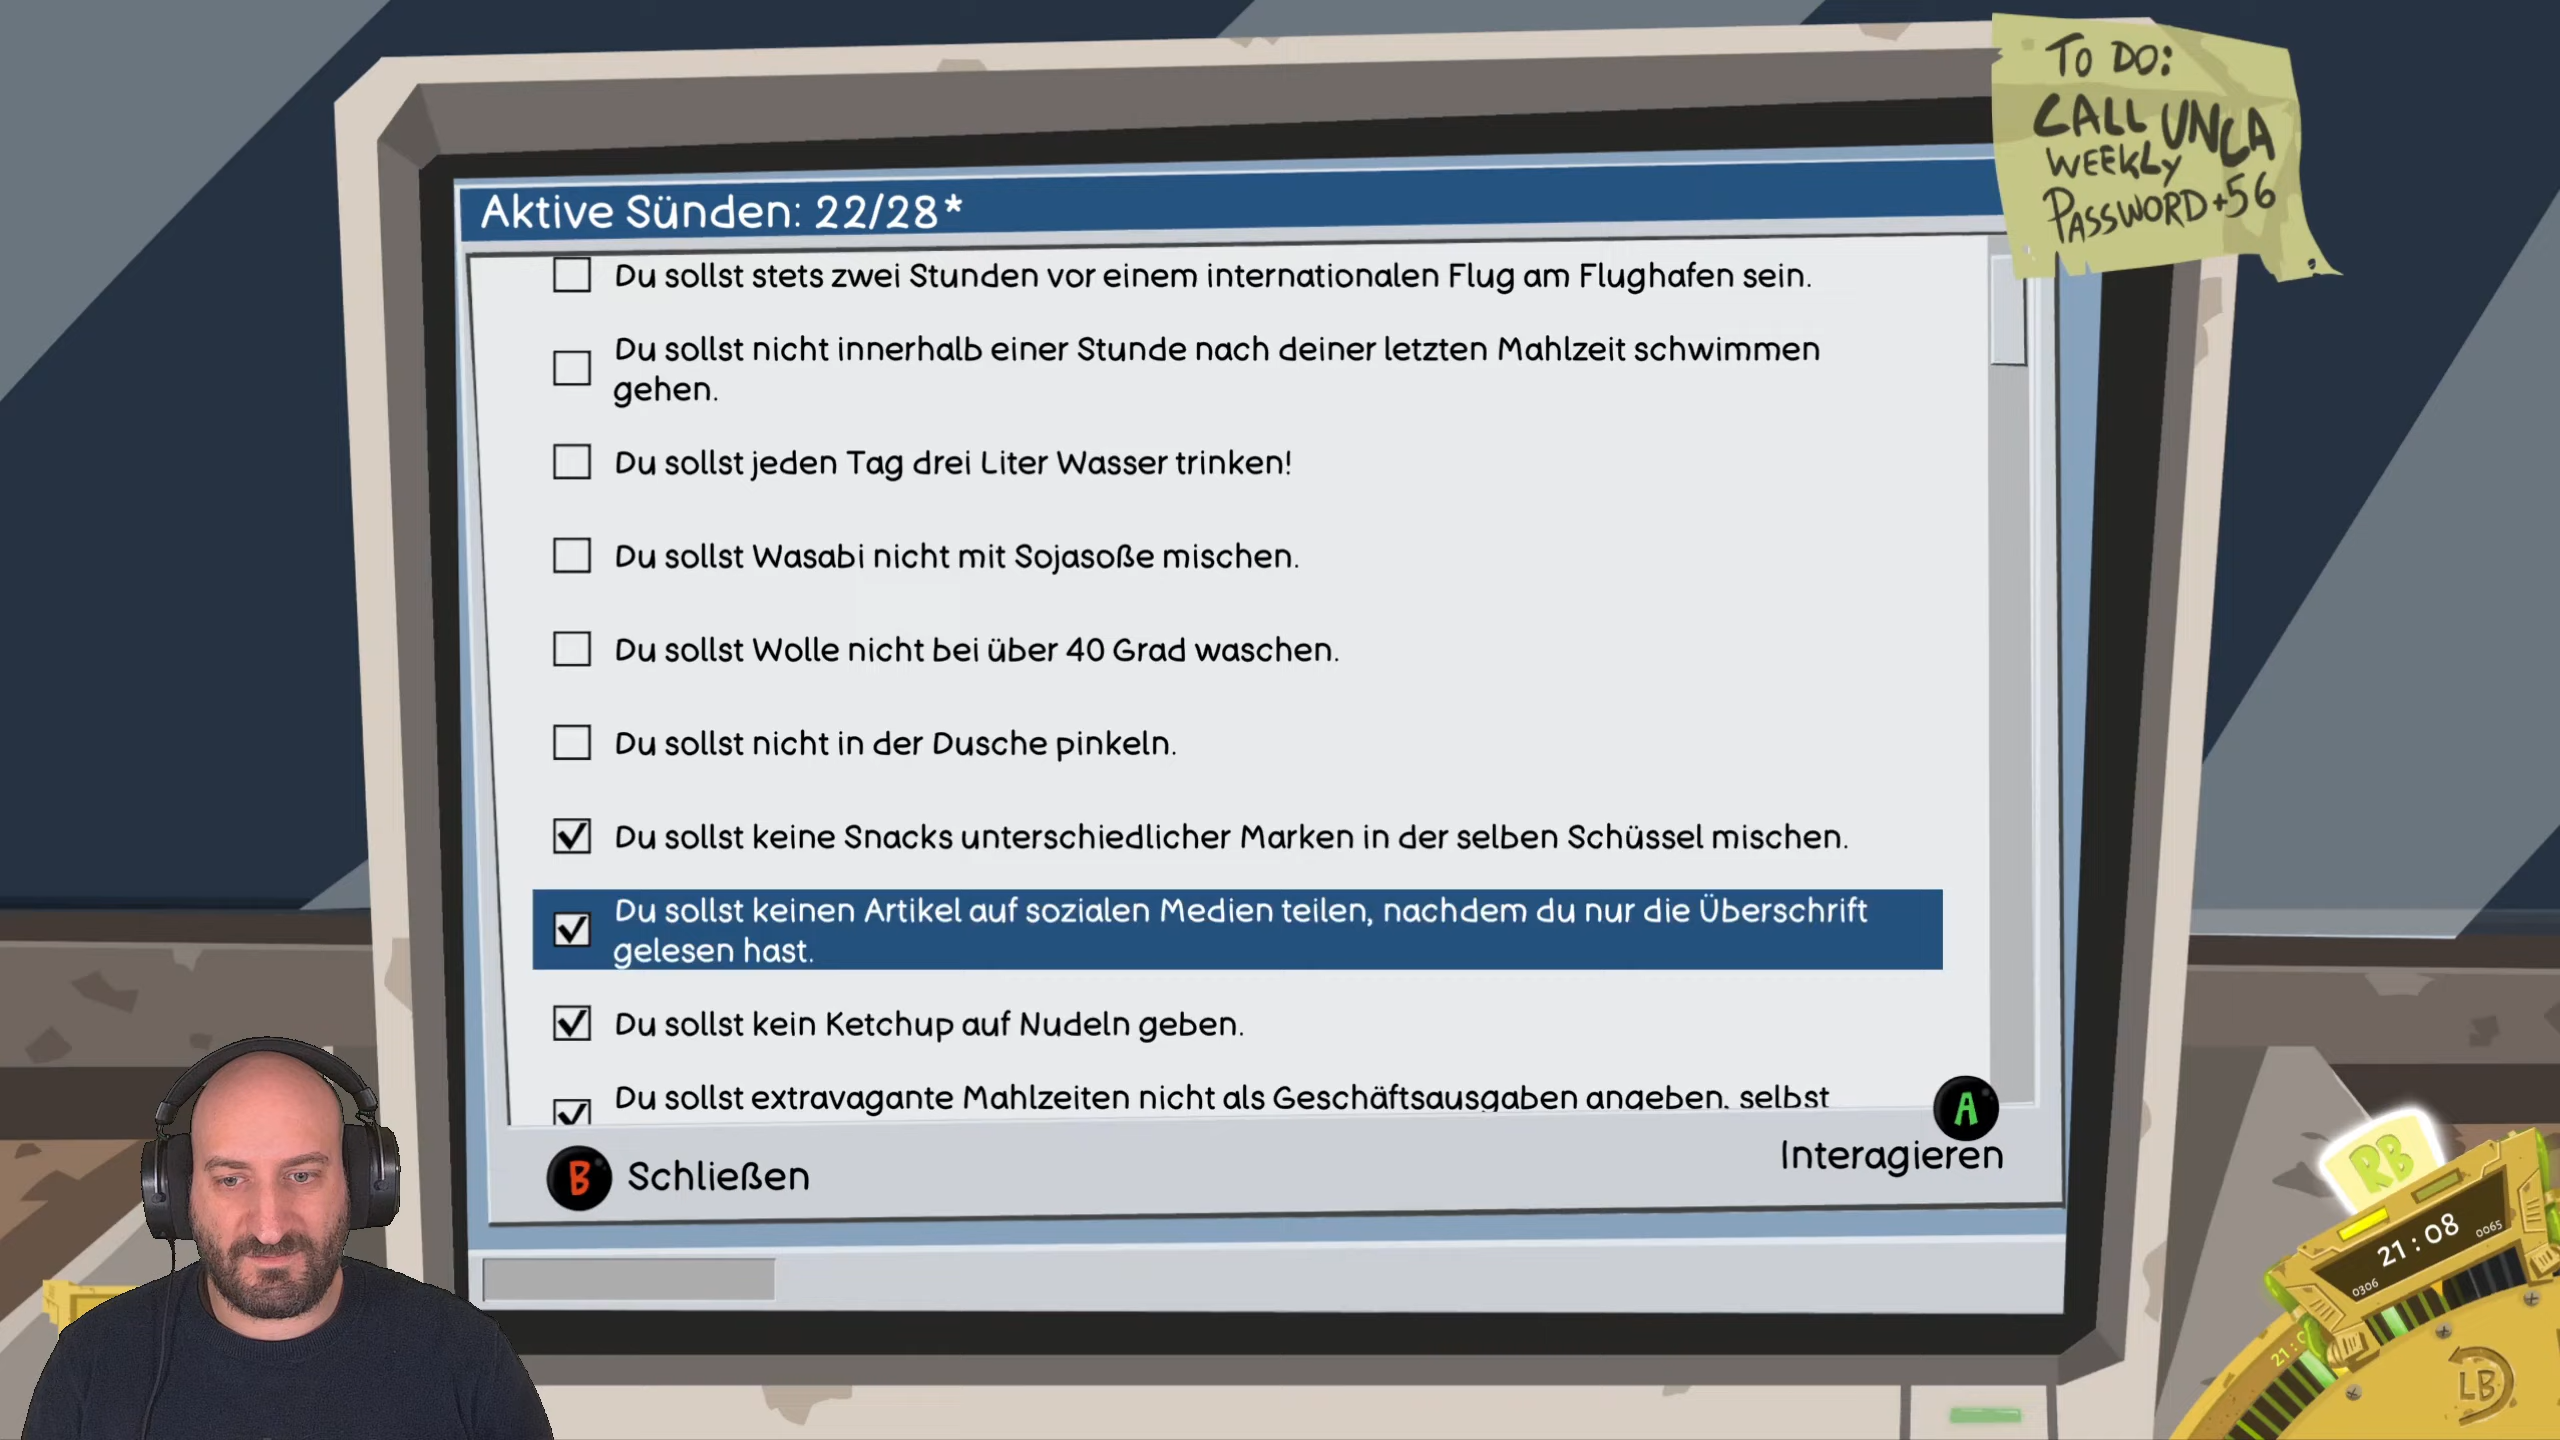 TO DO:
CALL UNCA
WEEKLY
PASSWORD+56
Aktive Sünden: 22/28*
Du sollst stets zwei Stunden vor einem internationalen Flug am Flughafen sein.
Du sollst nicht innerhalb einer Stunde nach deiner letzten Mahlzeit schwimmen
gehen.
Du sollst jeden Tag drei Liter Wasser trinken!
Du sollst Wasabi nicht mit Sojasoße mischen.
Du sollst Wolle nicht bei über 40 Grad waschen.
Du sollst nicht in der Dusche pinkeln.
Du sollst keine Snacks unterschiedlicher Marken in der selben Schüssel mischen.
Du sollst keinen Artikel auf sozialen Medien teilen, nachdem du nur die Überschrift
gelesen hast.
Du sollst kein Ketchup auf Nudeln geben.
Du sollst extravagante Mahlzeiten nicht als Geschäftsausgaben angeben, selbst
A
Interagieren
B Schließen
RB
21:08
0306
0065
LB